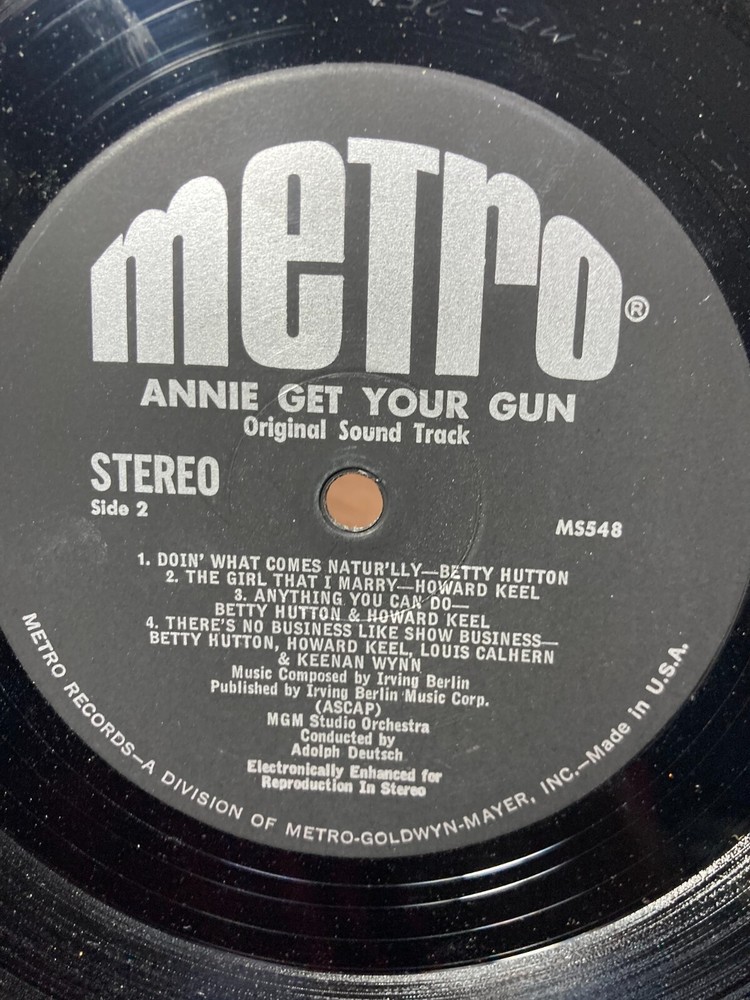 metro®
ANNIE GET YOUR GUN
Original Sound Track
STEREO
Side 2
MS548
1. DOIN' WHAT COMES NATUR'LLY—BETTY HUTTON
2. THE GIRL THAT I MARRY—HOWARD KEEL
3. ANYTHING YOU CAN DO—
BETTY HUTTON & HOWARD KEEL
4. THERE'S NO BUSINESS LIKE SHOW BUSINESS—
BETTY HUTTON, HOWARD KEEL, LOUIS CALHERN
& KEENAN WYNN
Music Composed by Irving Berlin
Published by Irving Berlin Music Corp.
(ASCAP)
MGM Studio Orchestra
Conducted by
Adolph Deutsch
Electronically Enhanced for
Reproduction In Stereo
METRO RECORDS—A DIVISION OF METRO-GOLDWYN-MAYER, INC.—Made in U.S.A.